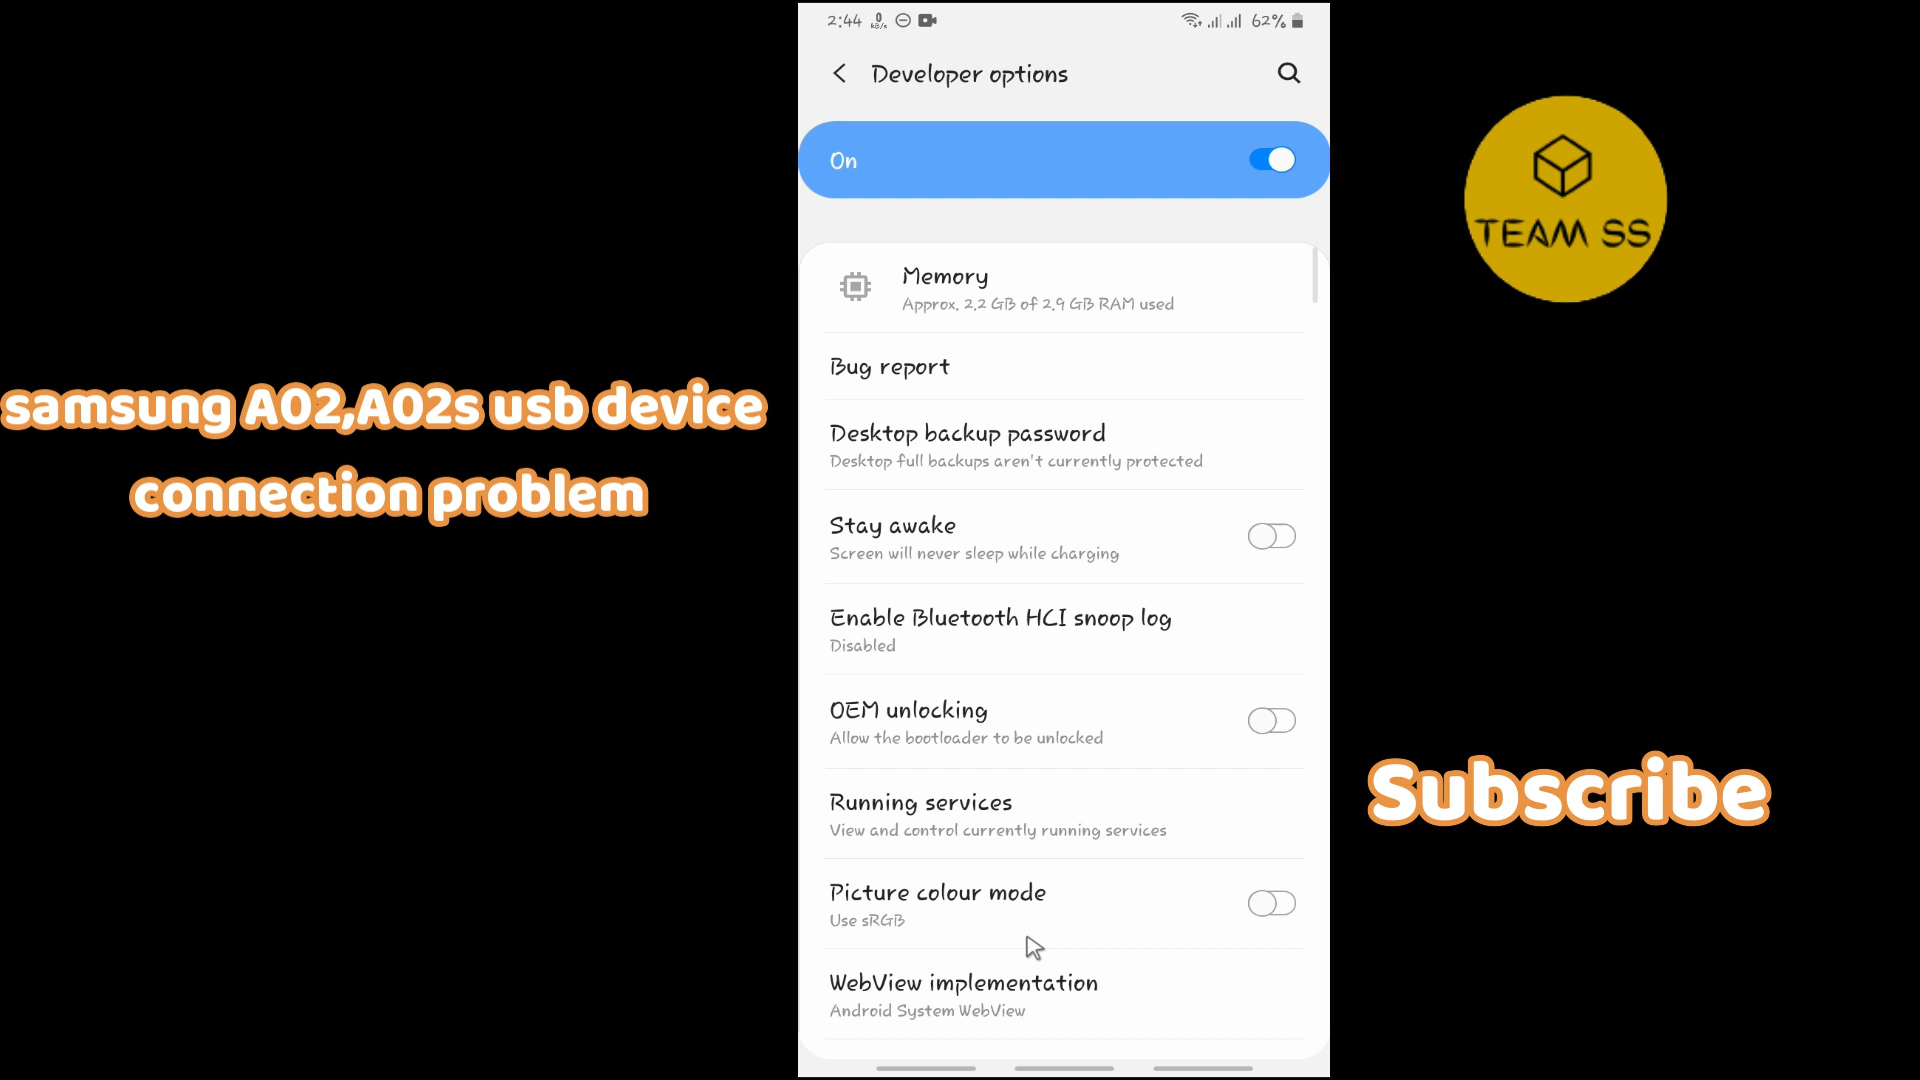 2:44 0 KB/s 62%
Developer options
On
Memory
Approx. 2.2 GB of 2.9 GB RAM used
Bug report
Desktop backup password
Desktop full backups aren't currently protected
Stay awake
Screen will never sleep while charging
Enable Bluetooth HCI snoop log
Disabled
OEM unlocking
Allow the bootloader to be unlocked
Running services
View and control currently running services
Picture colour mode
Use sRGB
WebView implementation
Android System WebView
samsung A02,A02s usb device
connection problem
TEAM SS
Subscribe